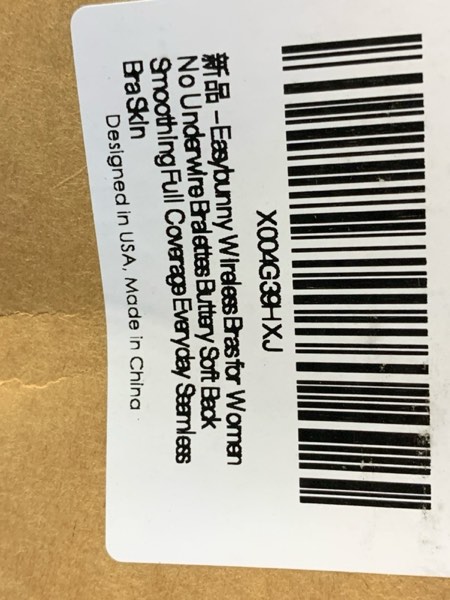 X004G39HXJ
新品 - Easybunny Wireless Bras for Women
No Underwire Bralettes Buttery Soft Back
Smoothing Full Coverage Everyday Seamless
Bra Skin
Designed in USA, Made in China